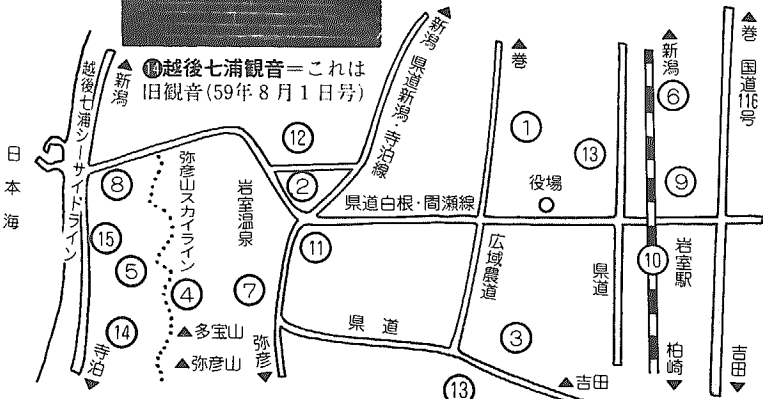 ⓮越後七浦観音=これは
旧観音(59年8月1日号)
日本海
越後七浦シーサイドライン
▲新潟
寺泊▼
弥彦山スカイライン
岩室温泉
▲多宝山
▲弥彦山
弥彦▼
▲新潟 県道新潟・寺泊線
県道白根・間瀬線
県道
▲巻
広域農道
▲吉田
役場
県道
▲新潟
岩室駅
柏崎▼
▲巻 国道116号
吉田▼
⑫
②
①
⑬
⑥
⑨
⑧
⑮
⑤
④
⑦
⑪
⑩
③
⑭
⑬